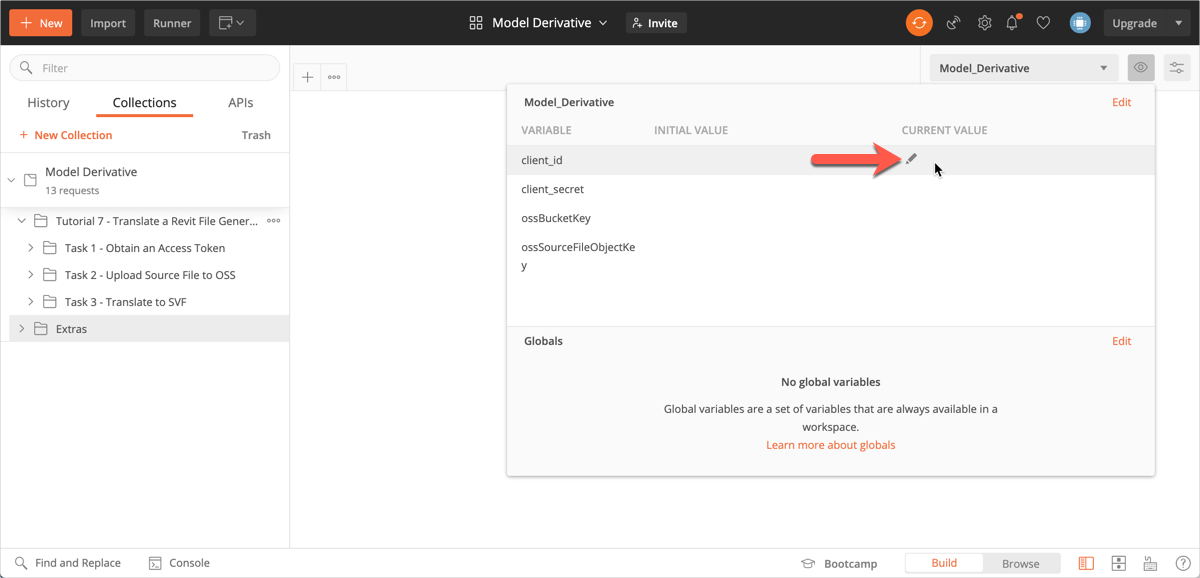 New
Import
Runner
Model Derivative
Invite
Upgrade
Filter
History
Collections
APIs
New Collection
Trash
Model Derivative
13 requests
Tutorial 7 - Translate a Revit File Gener...
Task 1 - Obtain an Access Token
Task 2 - Upload Source File to OSS
Task 3 - Translate to SVF
Extras
Model_Derivative
Model_Derivative
Edit
VARIABLE
INITIAL VALUE
CURRENT VALUE
client_id
client_secret
ossBucketKey
ossSourceFileObjectKe
y
Globals
Edit
No global variables
Global variables are a set of variables that are always available in a
workspace.
Learn more about globals
Find and Replace
Console
Bootcamp
Build
Browse